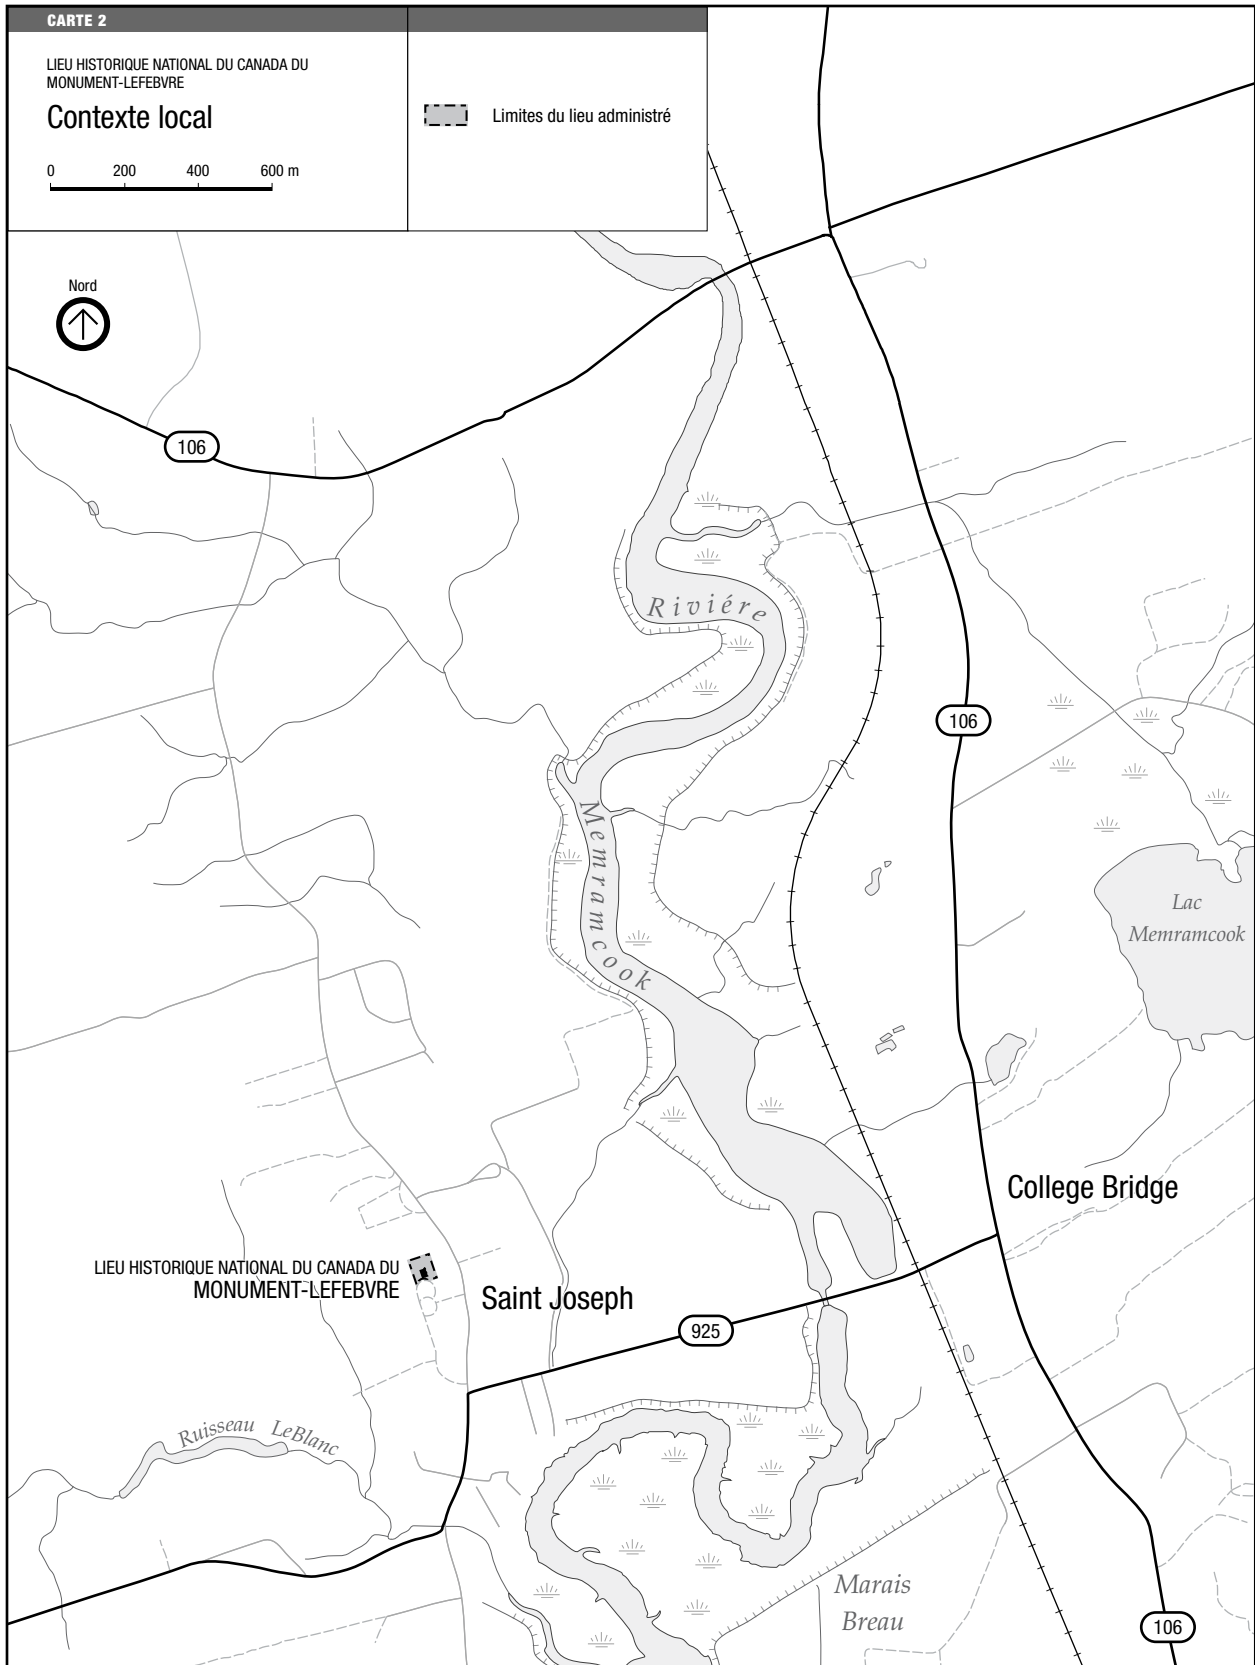 CARTE 2
LIEU HISTORIQUE NATIONAL DU CANADA DU
MONUMENT-LEFEBVRE
Contexte local
0 200 400 600 m
Limites du lieu administré
Nord
106
Riviére
106
Memramcook
Lac
Memramcook
College Bridge
LIEU HISTORIQUE NATIONAL DU CANADA DU
MONUMENT-LEFEBVRE
Saint Joseph
925
Ruisseau LeBlanc
Marais
Breau
106